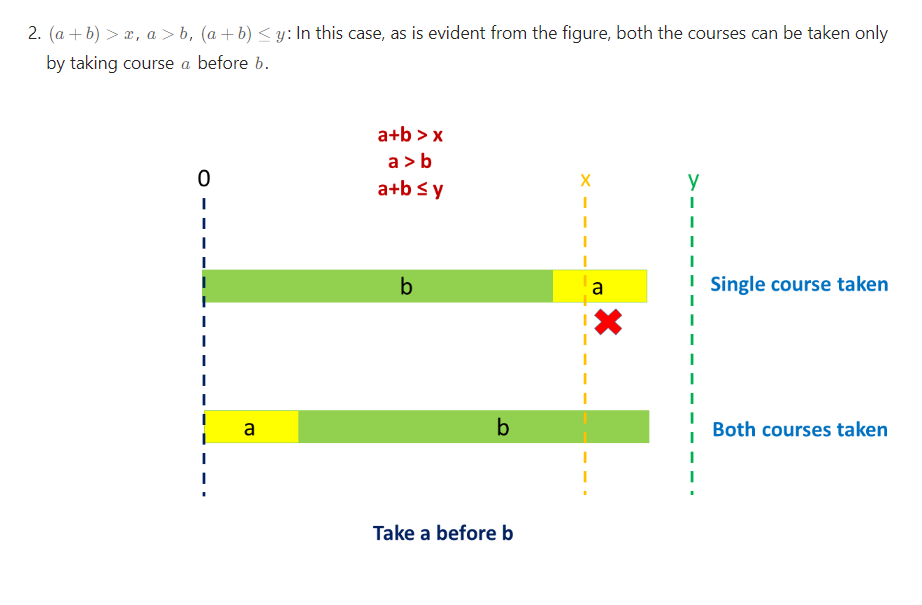 2. (a + b) > x, a > b, (a + b) ≤ y: In this case, as is evident from the figure, both the courses can be taken only
by taking course a before b.
a+b > x
a > b
a+b ≤ y
0
x
y
b
a
Single course taken
a
b
Both courses taken
Take a before b